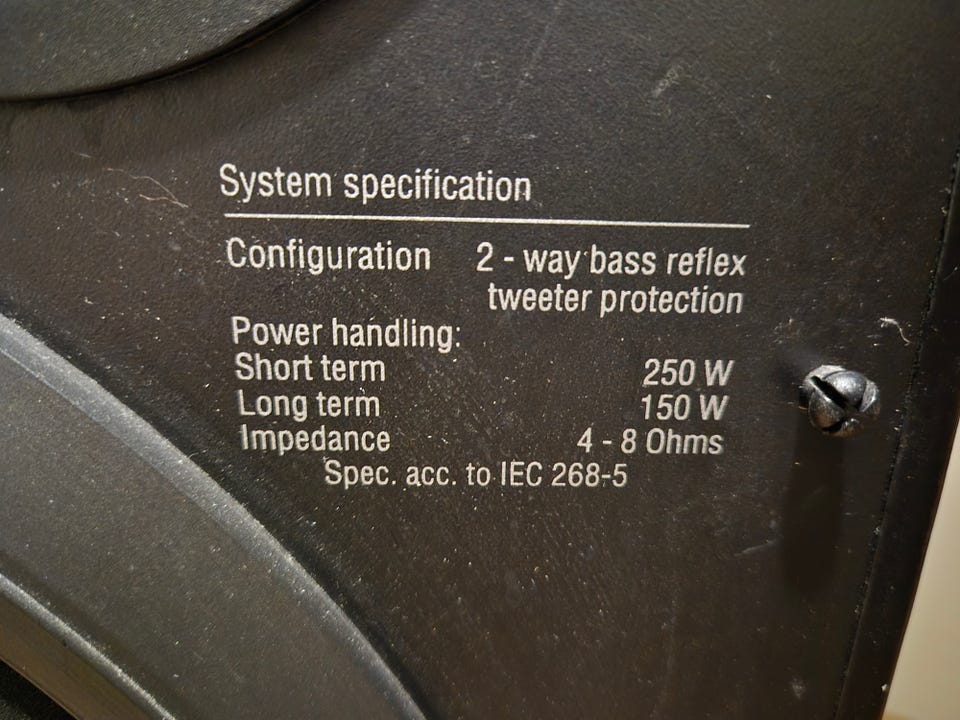 System specification
Configuration 2 - way bass reflex
tweeter protection
Power handling:
Short term 250 W
Long term 150 W
Impedance 4 - 8 Ohms
Spec. acc. to IEC 268-5